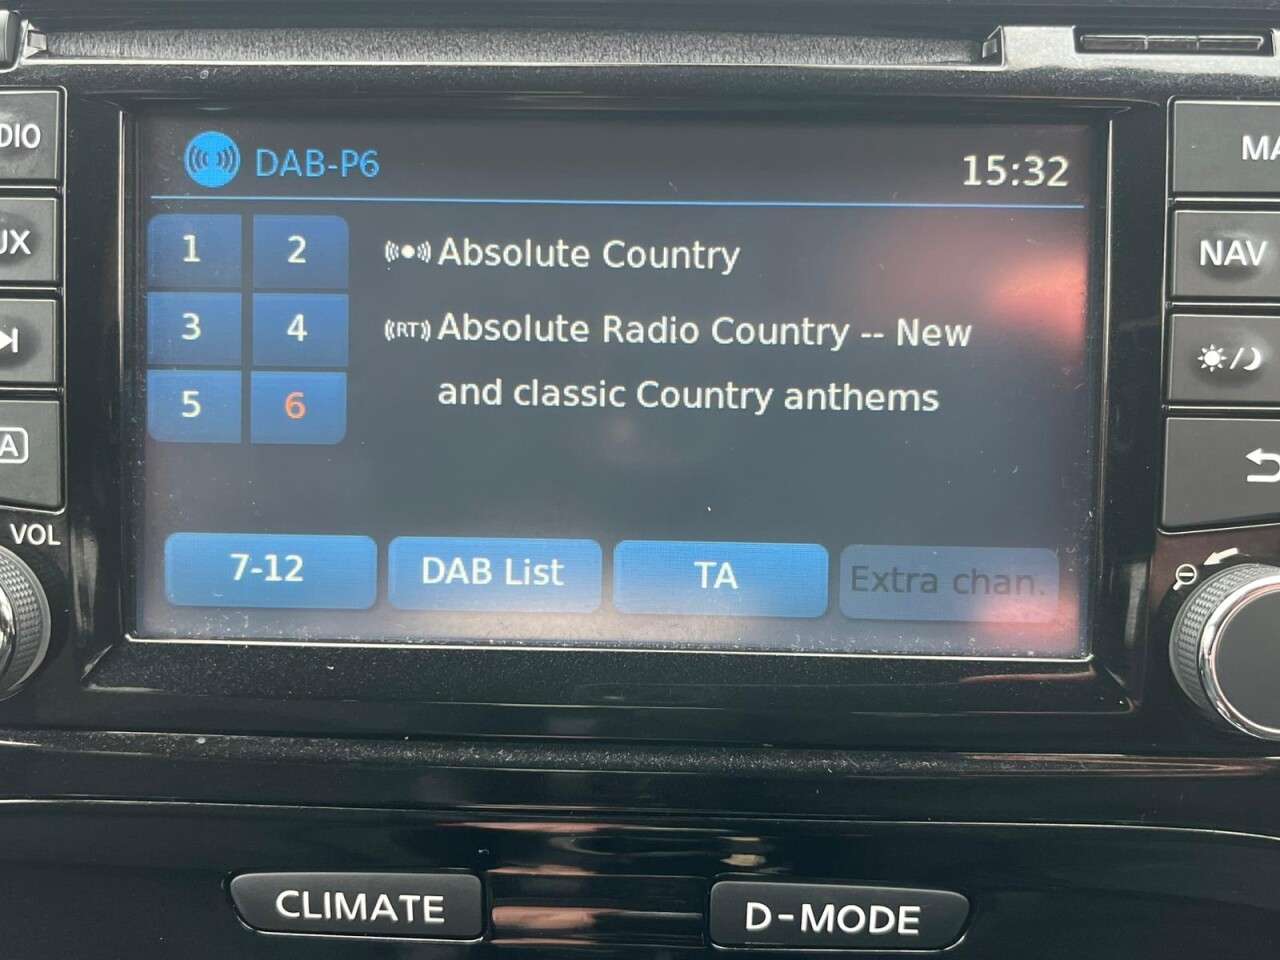 DAB-P6
15:32
1 2
Absolute Country
3 4
(RT) Absolute Radio Country -- New
and classic Country anthems
5 6
7-12
DAB List
TA
Extra chan.
DIO
UX
A
VOL
MA
NAV
CLIMATE
D-MODE